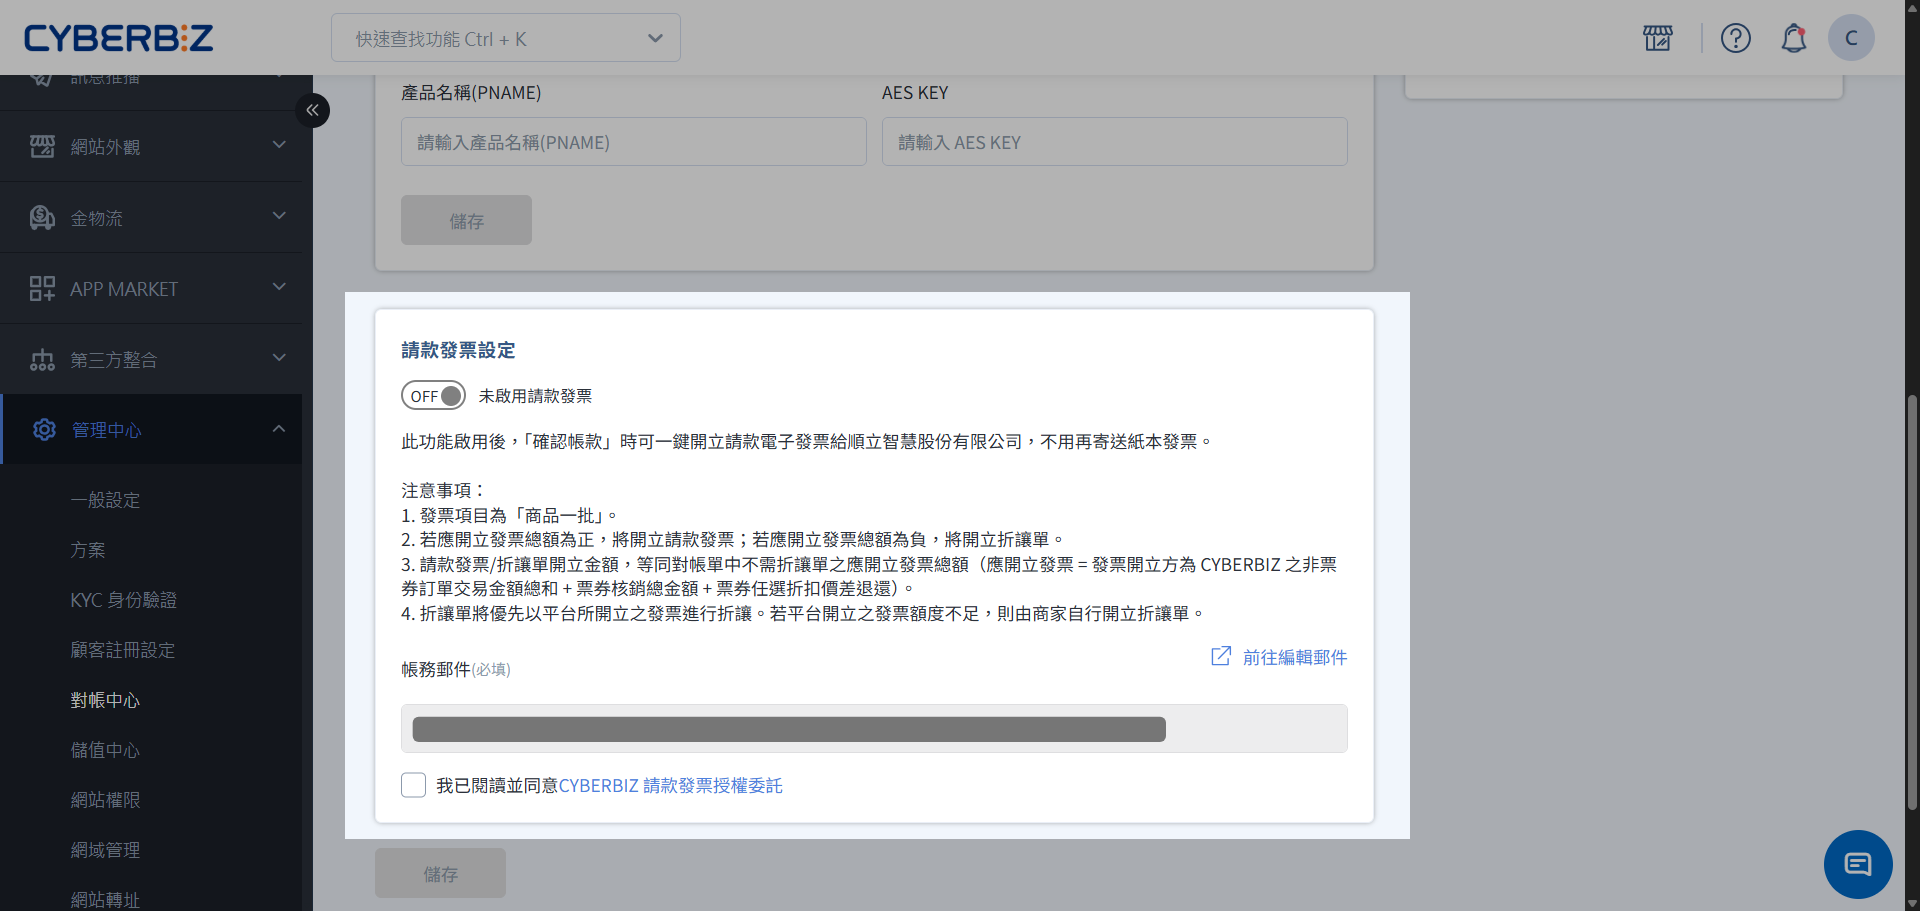 CYBERBIZ
快速查找功能 Ctrl + K
C
訊息推播
網站外觀
金物流
APP MARKET
第三方整合
管理中心
一般設定
方案
KYC 身份驗證
顧客註冊設定
對帳中心
儲值中心
網站權限
網域管理
網站轉址
產品名稱(PNAME)
AES KEY
請輸入產品名稱(PNAME)
請輸入 AES KEY
儲存
請款發票設定
OFF 未啟用請款發票
此功能啟用後，「確認帳款」時可一鍵開立請款電子發票給順立智慧股份有限公司，不用再寄送紙本發票。
注意事項：
1. 發票項目為「商品一批」。
2. 若應開立發票總額為正，將開立請款發票；若應開立發票總額為負，將開立折讓單。
3. 請款發票/折讓單開立金額，等同對帳單中不需折讓單之應開立發票總額（應開立發票 = 發票開立方為 CYBERBIZ 之非票
券訂單交易金額總和 + 票券核銷總金額 + 票券任選折扣價差退還）。
4. 折讓單將優先以平台所開立之發票進行折讓。若平台開立之發票額度不足，則由商家自行開立折讓單。
帳務郵件(必填)
前往編輯郵件
我已閱讀並同意CYBERBIZ 請款發票授權委託
儲存